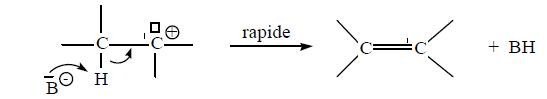 C C ⊕ rapide C C + BH
B ⊖ H